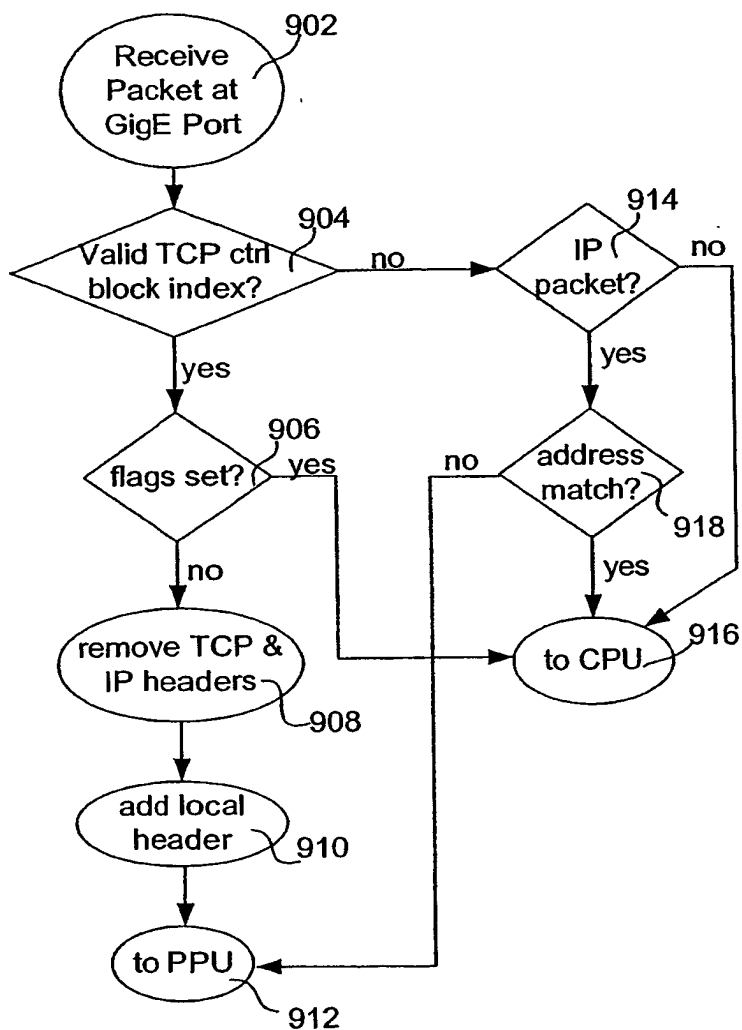 902
Receive
Packet at
GigE Port
904
Valid TCP ctrl
block index?
no
914
IP
packet?
no
yes
yes
906
flags set?
yes
no
address
match?
918
no
yes
remove TCP &
IP headers
908
to CPU
916
add local
header
910
to PPU
912